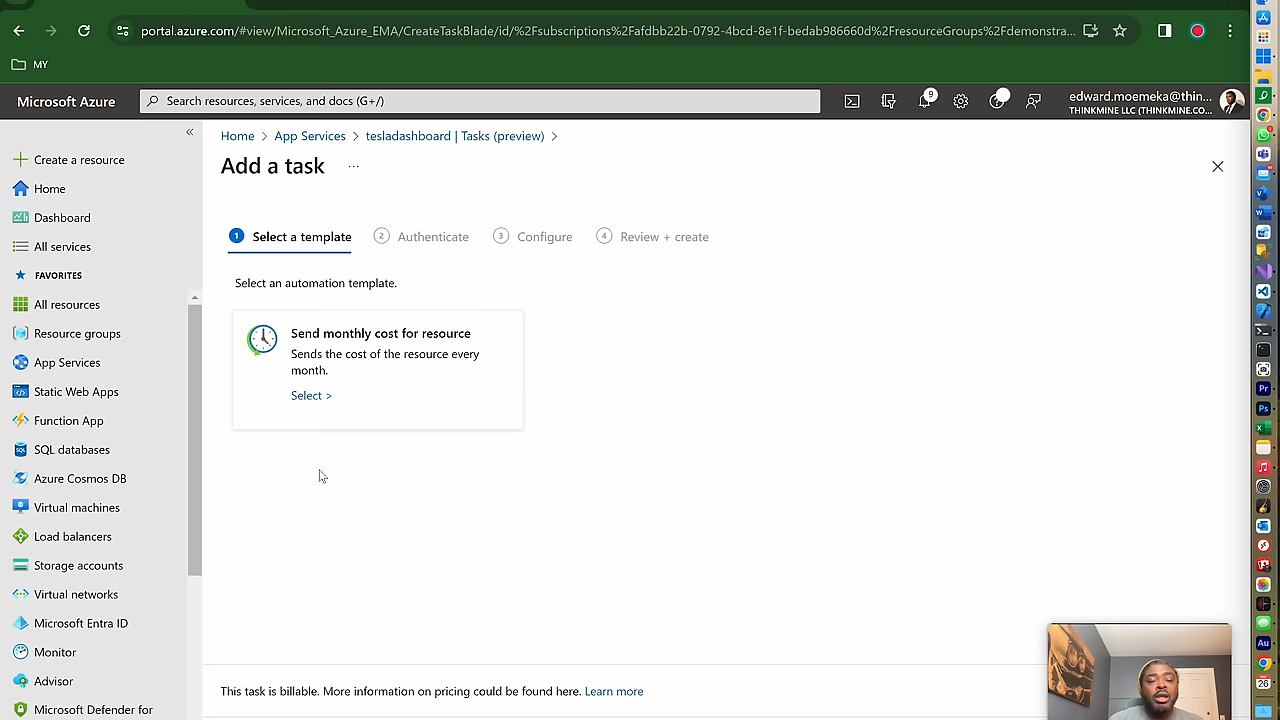 portal.azure.com/#view/Microsoft_Azure_EMA/CreateTaskBlade/id/%2Fsubscriptions%2Fafdbb22b-0792-4bcd-8e1f-bedab986660d%2FresourceGroups%2Fdemonstra...
MY
Microsoft Azure
Search resources, services, and docs (G+/)
9
edward.moemeka@thin...
THINKMINE LLC (THINKMINE.CO...
Home > App Services > tesladashboard | Tasks (preview) >
Add a task ...
«
Create a resource
Home
Dashboard
All services
FAVORITES
All resources
Resource groups
App Services
Static Web Apps
Function App
SQL databases
Azure Cosmos DB
Virtual machines
Load balancers
Storage accounts
Virtual networks
Microsoft Entra ID
Monitor
Advisor
Microsoft Defender for
1 Select a template 2 Authenticate 3 Configure 4 Review + create
Select an automation template.
Send monthly cost for resource
Sends the cost of the resource every
month.
Select >
This task is billable. More information on pricing could be found here. Learn more
Pr
Ps
Au
26